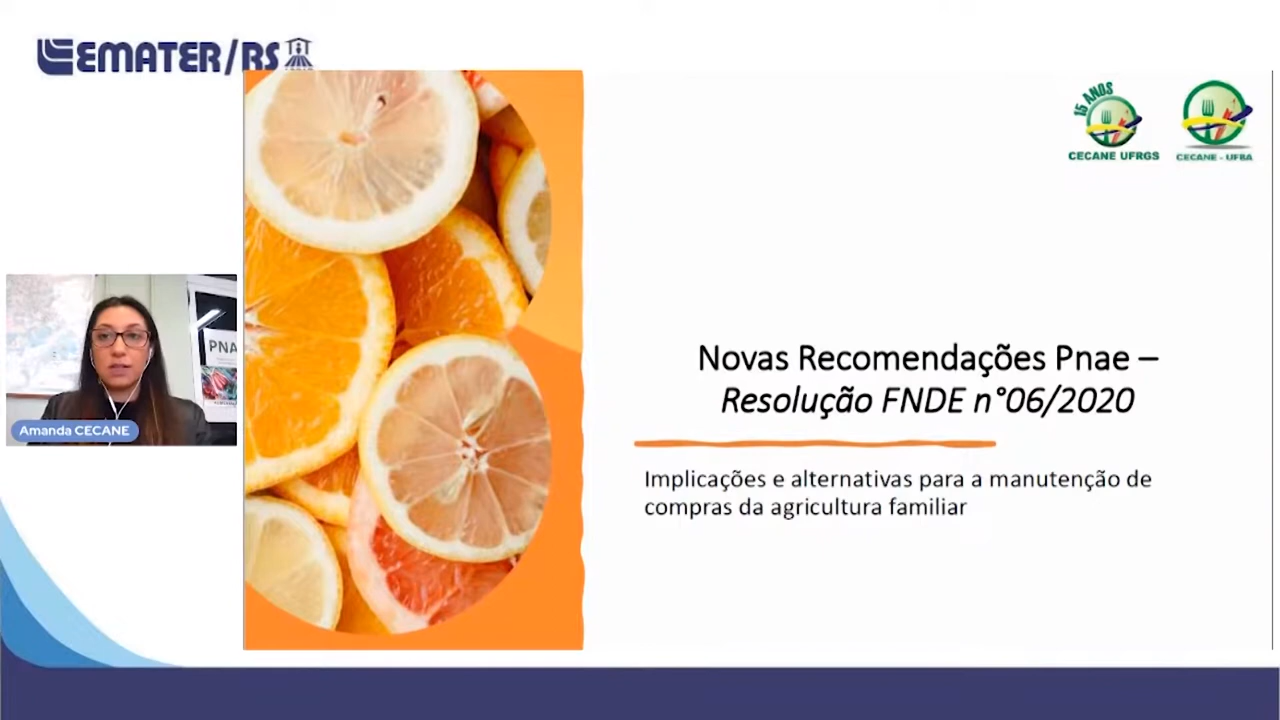 EMATER/RS
15 ANOS
CECANE UFRGS
CECANE - UFBA
PNA
Amanda CECANE
Novas Recomendações Pnae –
Resolução FNDE n°06/2020
Implicações e alternativas para a manutenção de
compras da agricultura familiar